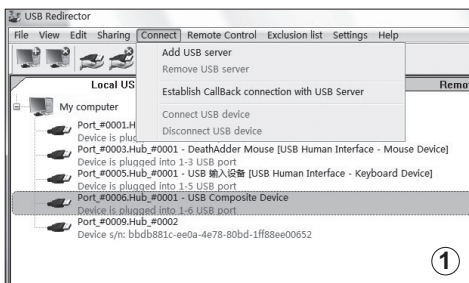 USB Redirector
File View Edit Sharing Connect Remote Control Exclusion list Settings Help
Add USB server
Remove USB server
Establish CallBack connection with USB Server
Connect USB device
Disconnect USB device
Local US
Remo
My computer
Port_#0001.H
Device is plug
Port_#0003.Hub_#0001 - DeathAdder Mouse [USB Human Interface - Mouse Device]
Device is plugged into 1-3 USB port
Port_#0005.Hub_#0001 - USB 输入设备 [USB Human Interface - Keyboard Device]
Device is plugged into 1-5 USB port
Port_#0006.Hub_#0001 - USB Composite Device
Device is plugged into 1-6 USB port
Port_#0009.Hub_#0002
Device s/n: bbdb881c-ee0a-4e78-80bd-1ff88ee00652
1